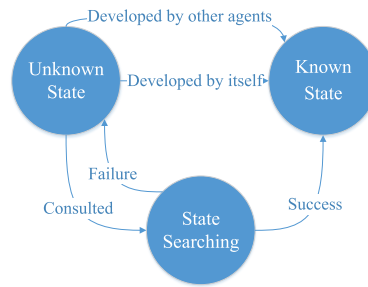 Developed by other agents
Unknown
State
Developed by itself
Known
State
Failure
Consulted
State
Searching
Success